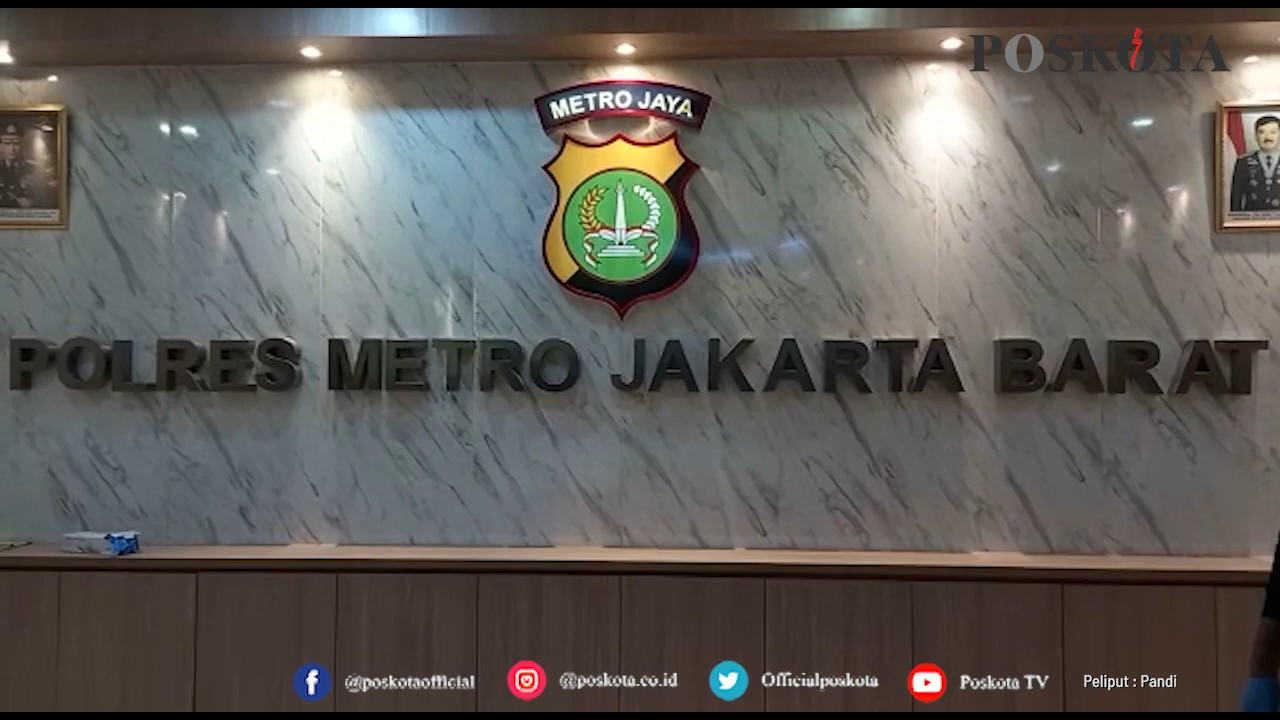 POSKOTA
METRO JAYA
POLRES METRO JAKARTA BARAT
@poskotaofficial
@poskota.co.id
Officialposkota
Poskota TV
Peliput : Pandi